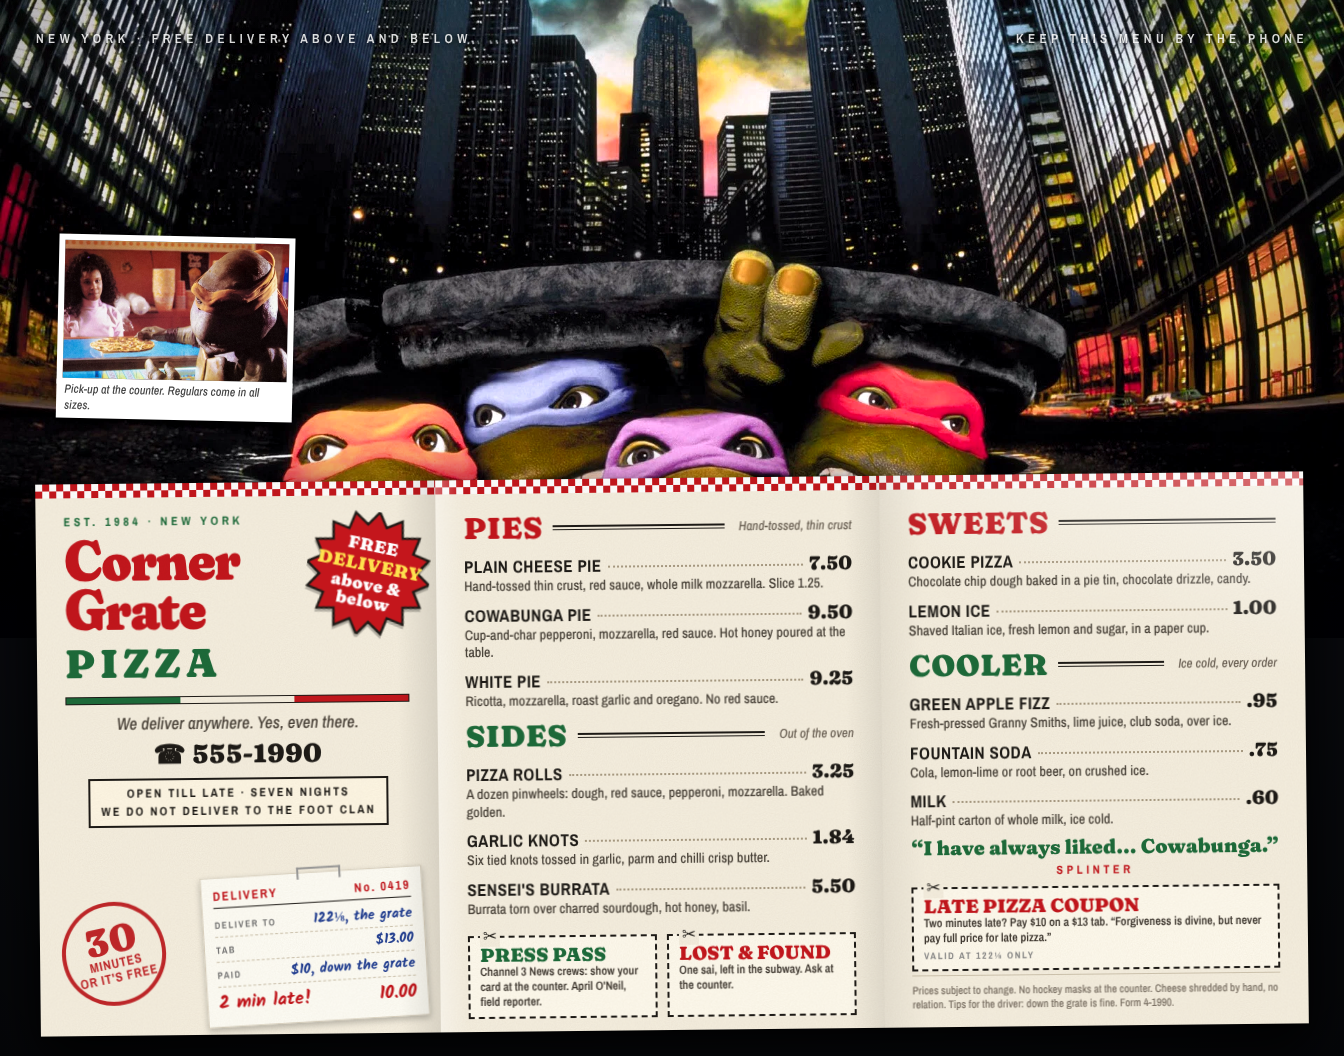 NEW YORK · FREE DELIVERY ABOVE AND BELOW
KEEP THIS MENU BY THE PHONE
Pick-up at the counter. Regulars come in all
sizes.
EST. 1984 · NEW YORK
Corner
Grate
PIZZA
FREE
DELIVERY
above &
below
We deliver anywhere. Yes, even there.
☎ 555-1990
OPEN TILL LATE · SEVEN NIGHTS
WE DO NOT DELIVER TO THE FOOT CLAN
30
MINUTES
OR IT'S FREE
DELIVERY No. 0419
DELIVER TO 122⅛, the grate
TAB $13.00
PAID $10, down the grate
2 min late! 10.00
PIES Hand-tossed, thin crust
PLAIN CHEESE PIE 7.50
Hand-tossed thin crust, red sauce, whole milk mozzarella. Slice 1.25.
COWABUNGA PIE 9.50
Cup-and-char pepperoni, mozzarella, red sauce. Hot honey poured at the
table.
WHITE PIE 9.25
Ricotta, mozzarella, roast garlic and oregano. No red sauce.
SIDES Out of the oven
PIZZA ROLLS 3.25
A dozen pinwheels: dough, red sauce, pepperoni, mozzarella. Baked
golden.
GARLIC KNOTS 1.84
Six tied knots tossed in garlic, parm and chilli crisp butter.
SENSEI'S BURRATA 5.50
Burrata torn over charred sourdough, hot honey, basil.
PRESS PASS
Channel 3 News crews: show your
card at the counter. April O'Neil,
field reporter.
LOST & FOUND
One sai, left in the subway. Ask at
the counter.
SWEETS
COOKIE PIZZA 3.50
Chocolate chip dough baked in a pie tin, chocolate drizzle, candy.
LEMON ICE 1.00
Shaved Italian ice, fresh lemon and sugar, in a paper cup.
COOLER Ice cold, every order
GREEN APPLE FIZZ .95
Fresh-pressed Granny Smiths, lime juice, club soda, over ice.
FOUNTAIN SODA .75
Cola, lemon-lime or root beer, on crushed ice.
MILK .60
Half-pint carton of whole milk, ice cold.
“I have always liked... Cowabunga.”
SPLINTER
LATE PIZZA COUPON
Two minutes late? Pay $10 on a $13 tab. “Forgiveness is divine, but never
pay full price for late pizza.”
VALID AT 122⅛ ONLY
Prices subject to change. No hockey masks at the counter. Cheese shredded by hand, no
relation. Tips for the driver: down the grate is fine. Form 4-1990.